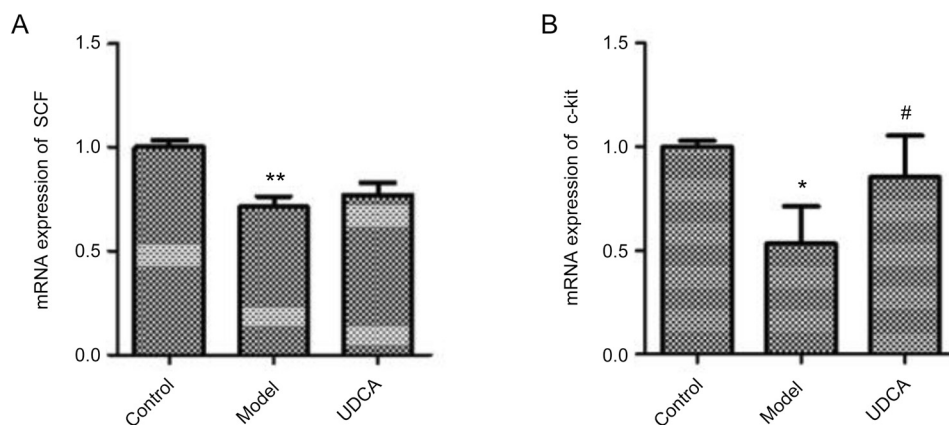 A
mRNA expression of SCF
1.5
1.0
0.5
0.0
**
Control
Model
UDCA
B
mRNA expression of c-kit
1.5
1.0
0.5
0.0
*
#
Control
Model
UDCA